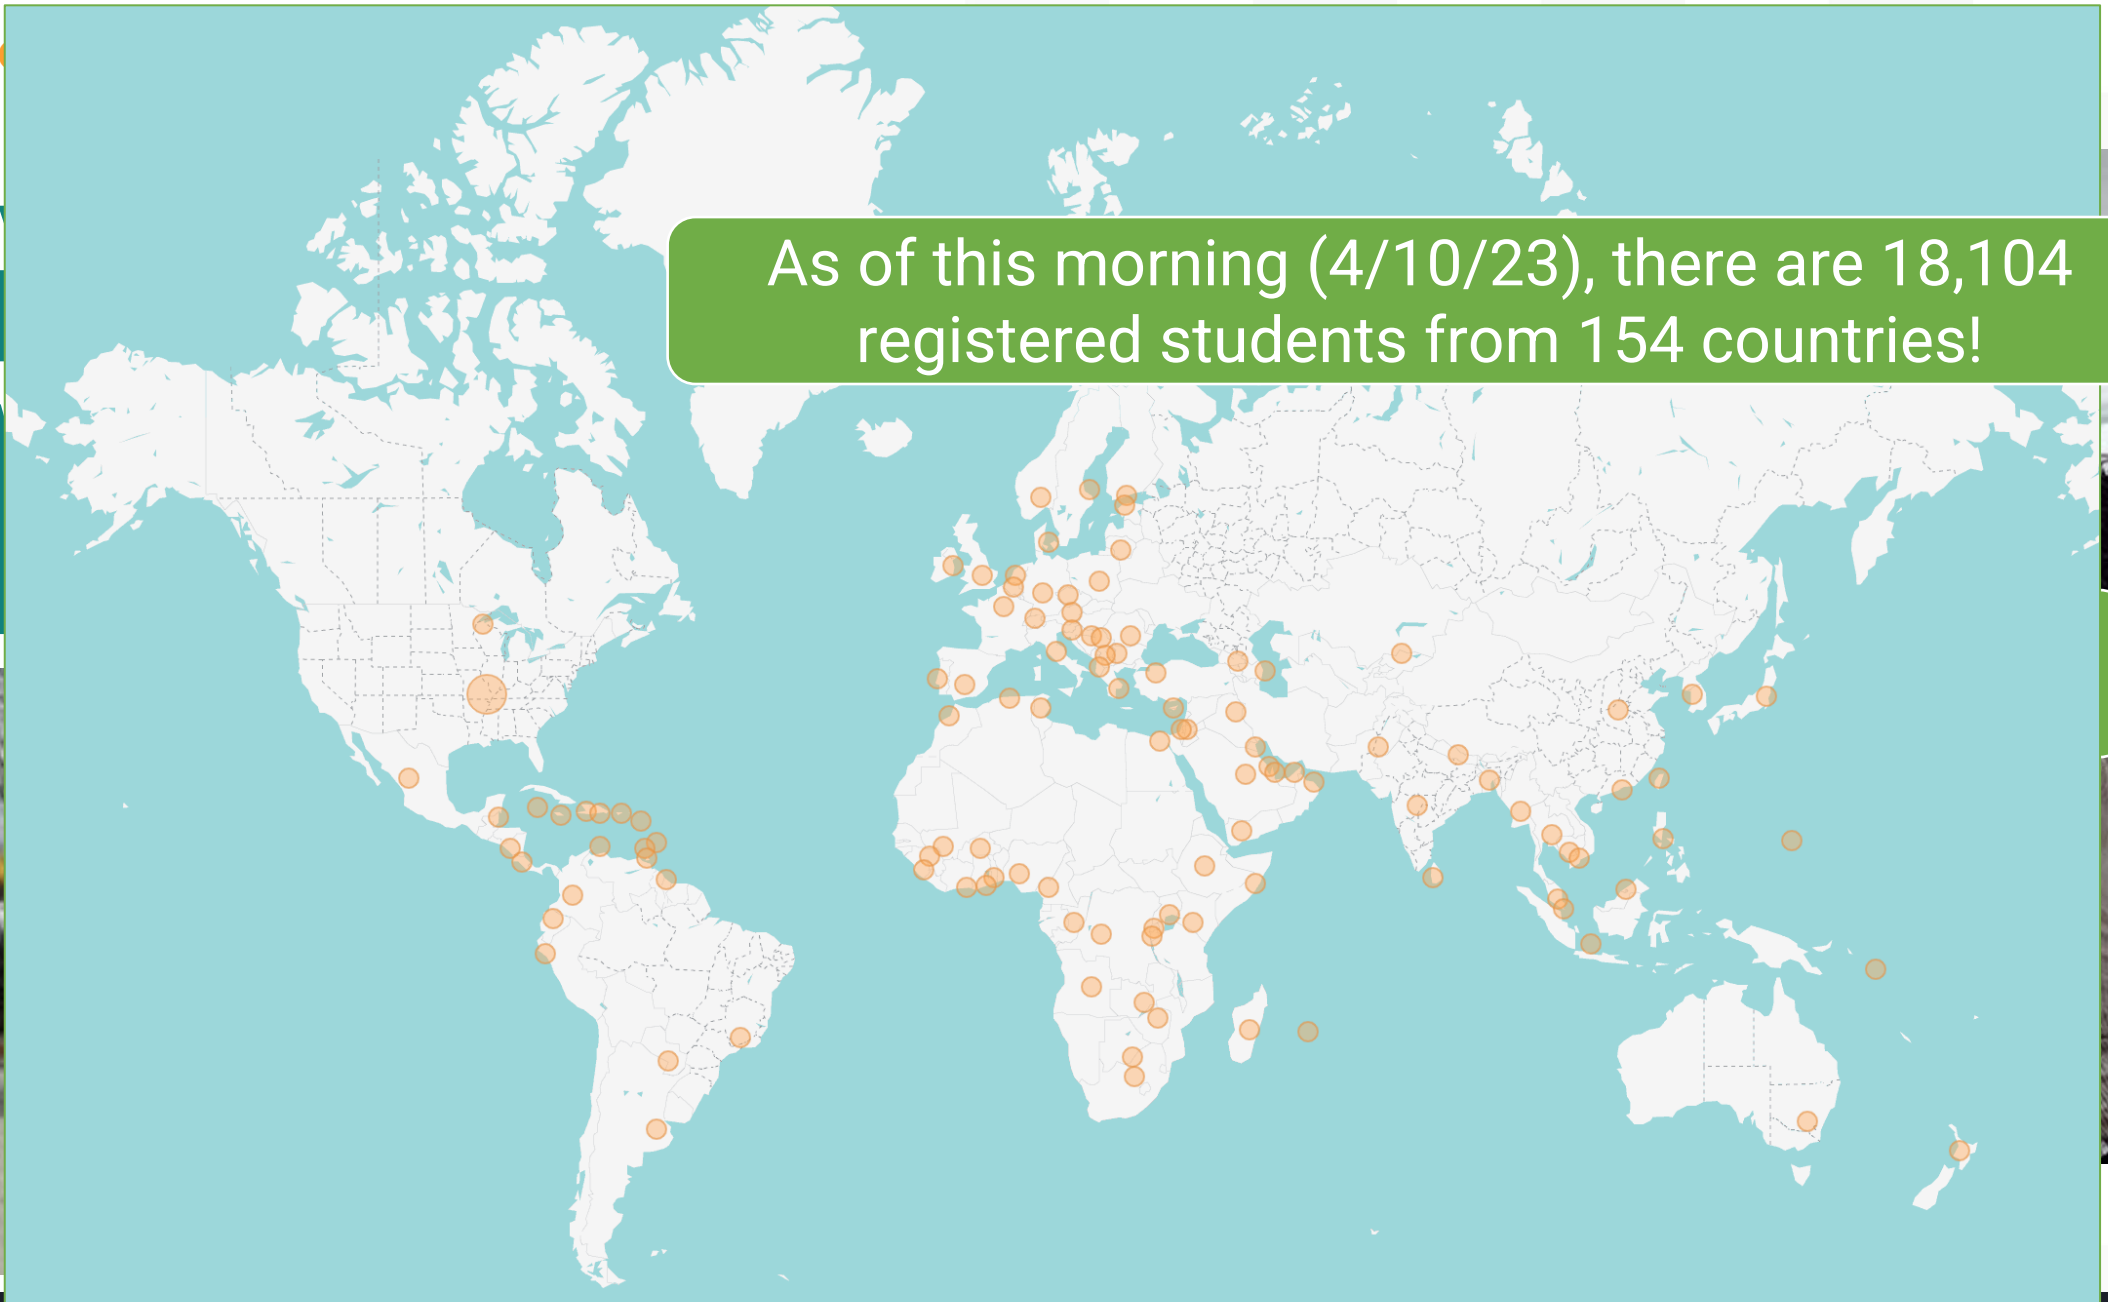 As of this morning (4/10/23), there are 18,104
registered students from 154 countries!